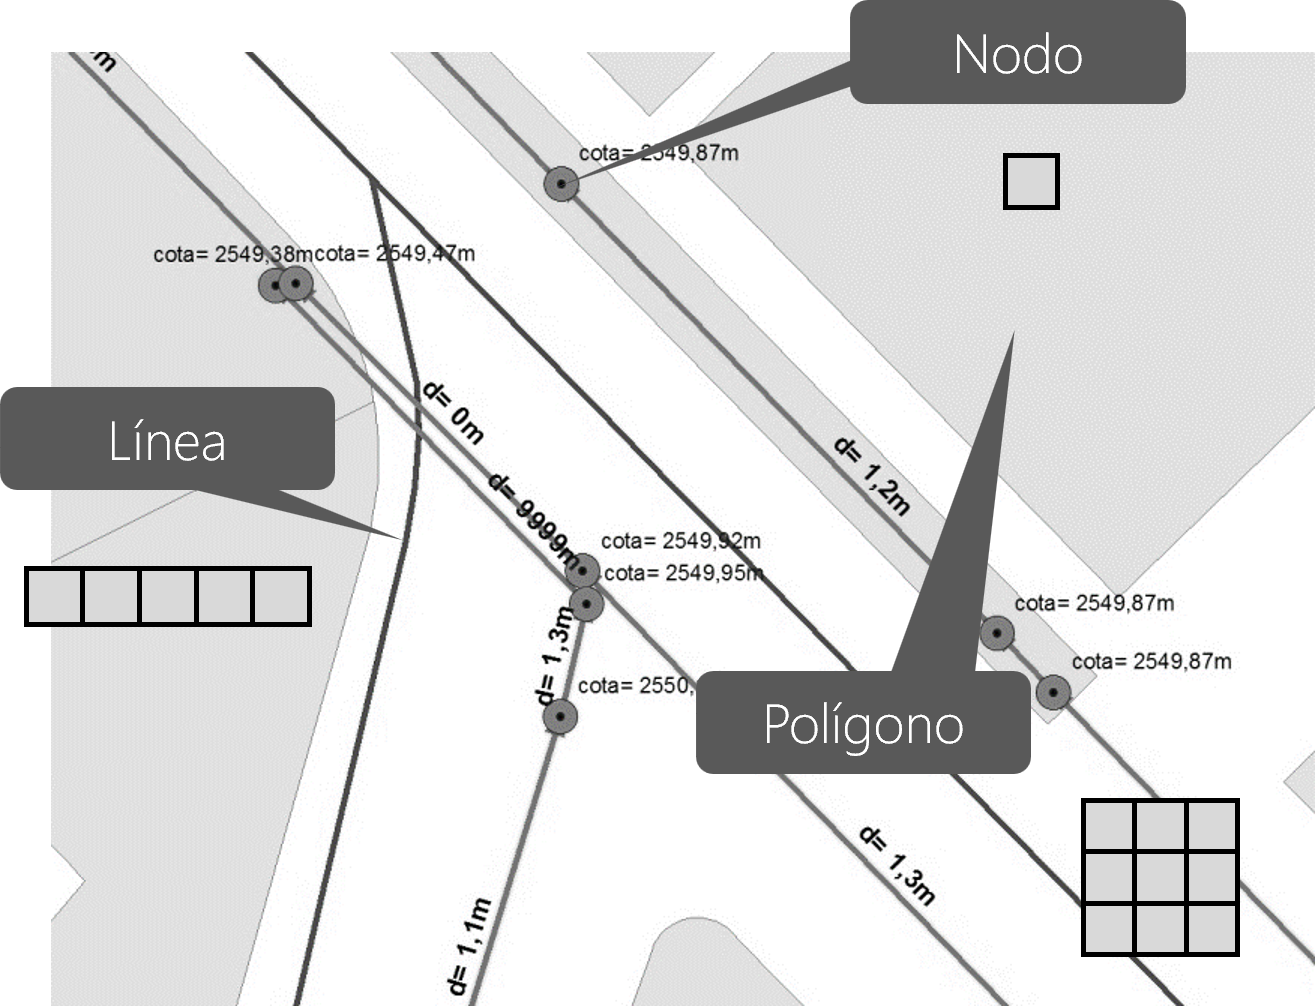 m
Nodo
cota= 2549,87m
cota= 2549,38m
cota= 2549,47m
d= 0m
Línea
d= 1,2m
d= 9999m
cota= 2549,92m
cota= 2549,95m
cota= 2549,87m
d= 1,3m
cota= 2549,87m
cota= 2550,
Polígono
d= 1,3m
d= 1,1m